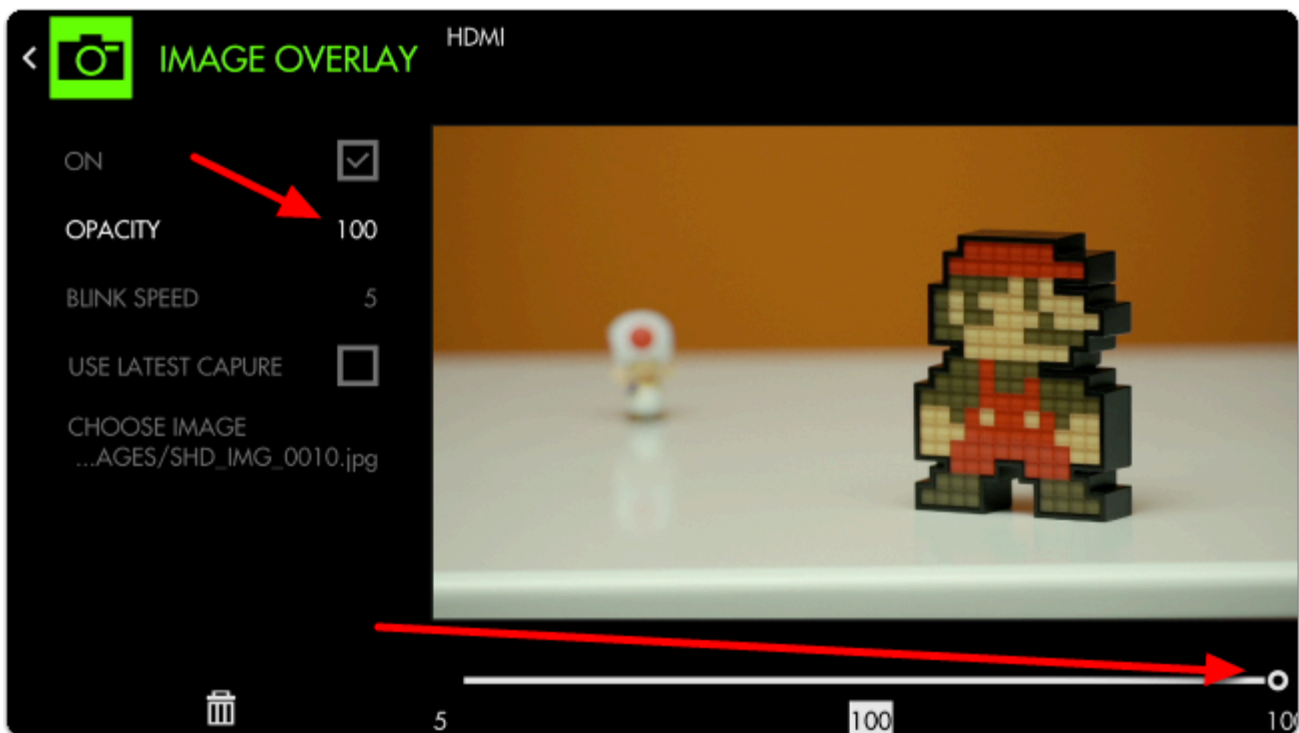 HDMI
IMAGE OVERLAY
ON
OPACITY 100
BLINK SPEED 5
USE LATEST CAPURE
CHOOSE IMAGE
...AGES/SHD_IMG_0010.jpg
5 100 10